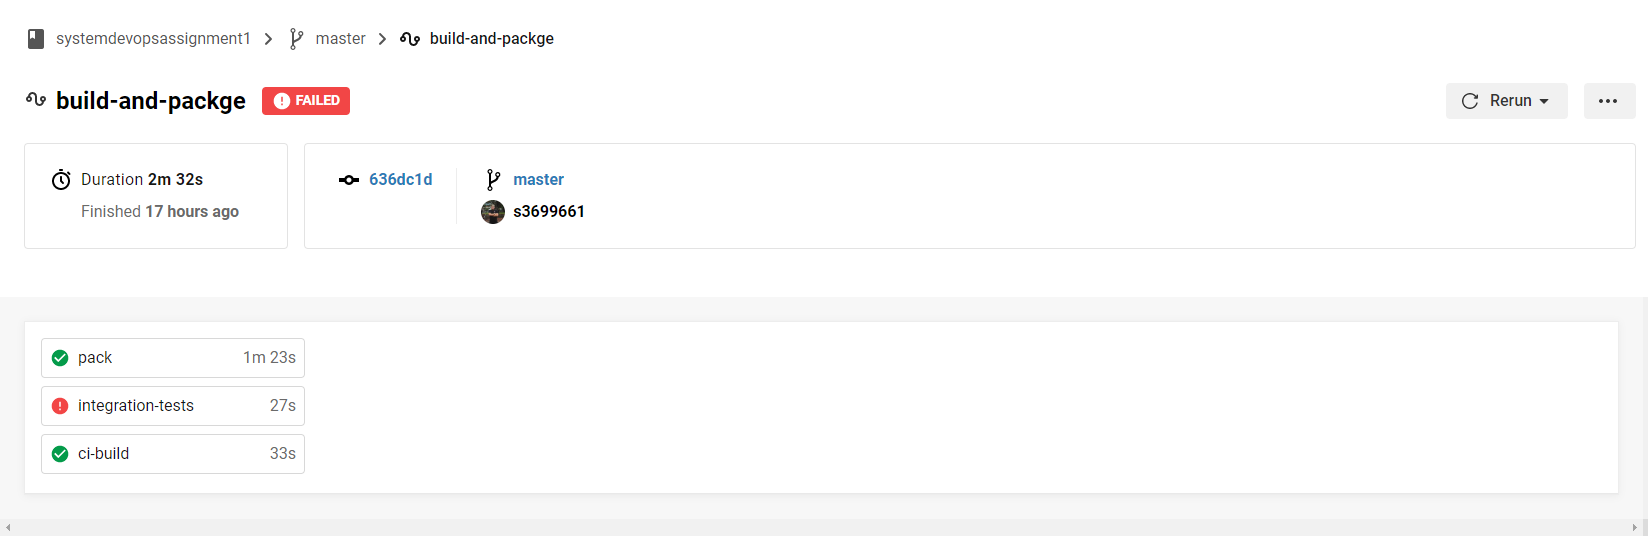 systemdevopsassignment1 > master > build-and-packge
build-and-packge FAILED Rerun
Duration 2m 32s
Finished 17 hours ago
636dc1d
master
s3699661
pack 1m 23s
integration-tests 27s
ci-build 33s